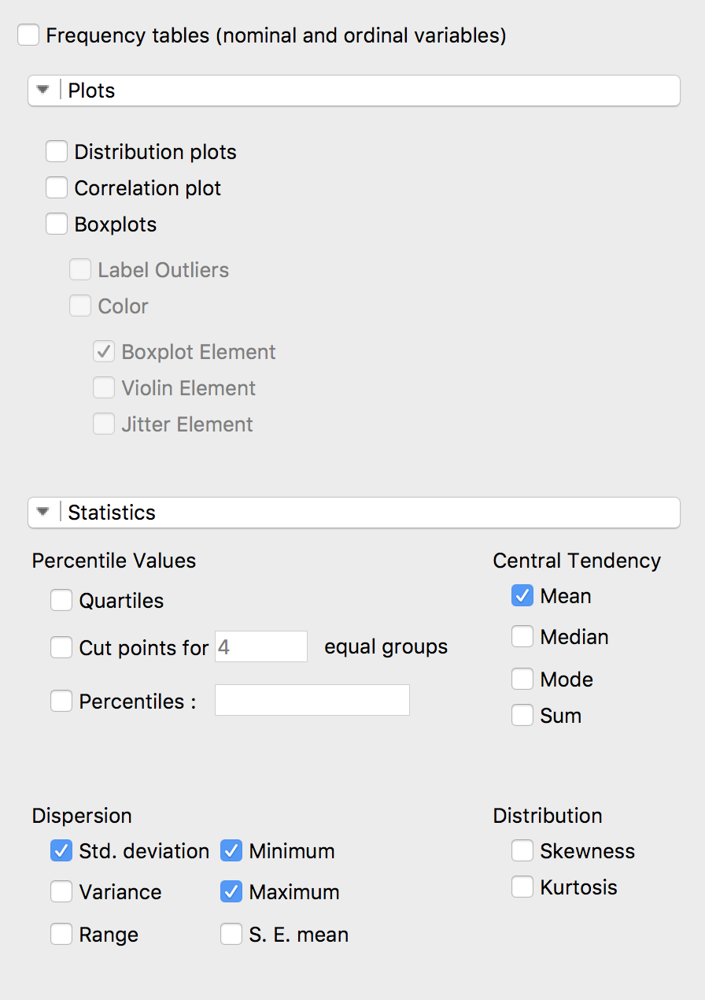 Frequency tables (nominal and ordinal variables)
Plots
Distribution plots
Correlation plot
Boxplots
Label Outliers
Color
Boxplot Element
Violin Element
Jitter Element
Statistics
Percentile Values
Quartiles
Cut points for 4 equal groups
Percentiles :
Central Tendency
Mean
Median
Mode
Sum
Dispersion
Std. deviation
Minimum
Variance
Maximum
Range
S. E. mean
Distribution
Skewness
Kurtosis